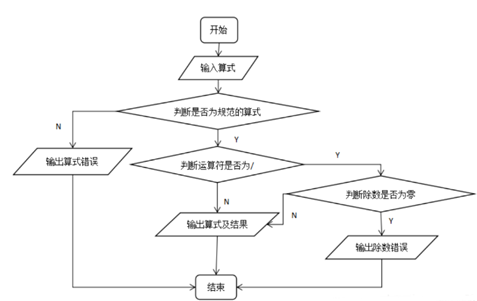 开始
输入算式
判断是否为规范的算式
N
Y
输出算式错误
判断运算符是否为/
Y
判断除数是否为零
N
N
Y
输出算式及结果
输出除数错误
结束